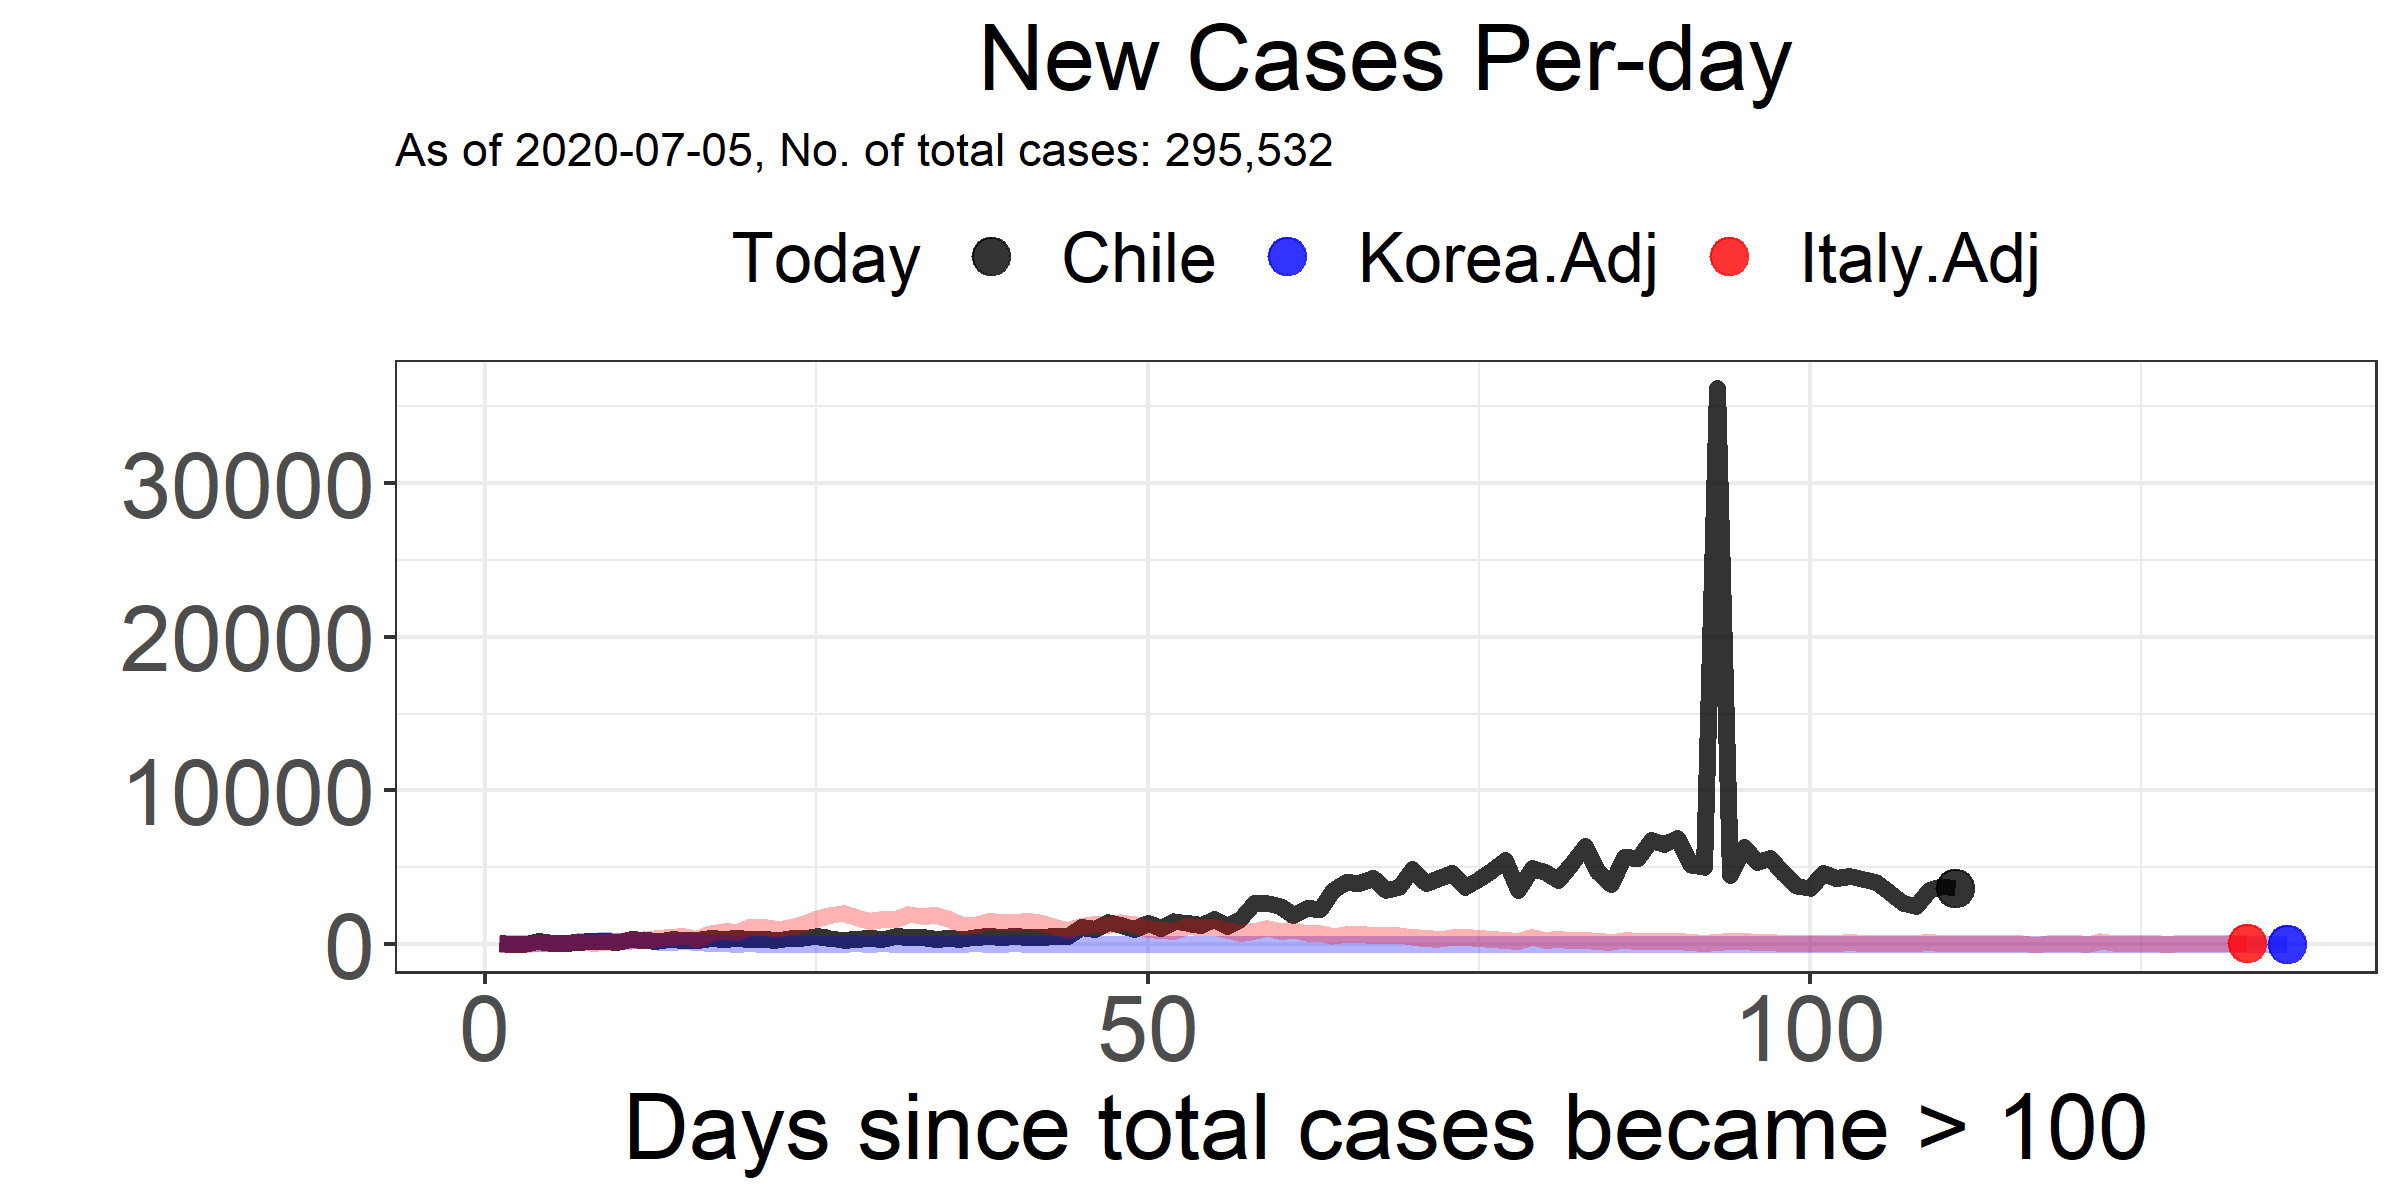 New Cases Per-day
As of 2020-07-05, No. of total cases: 295,532
Today Chile Korea.Adj Italy.Adj
30000
20000
10000
0
0 50 100
Days since total cases became > 100